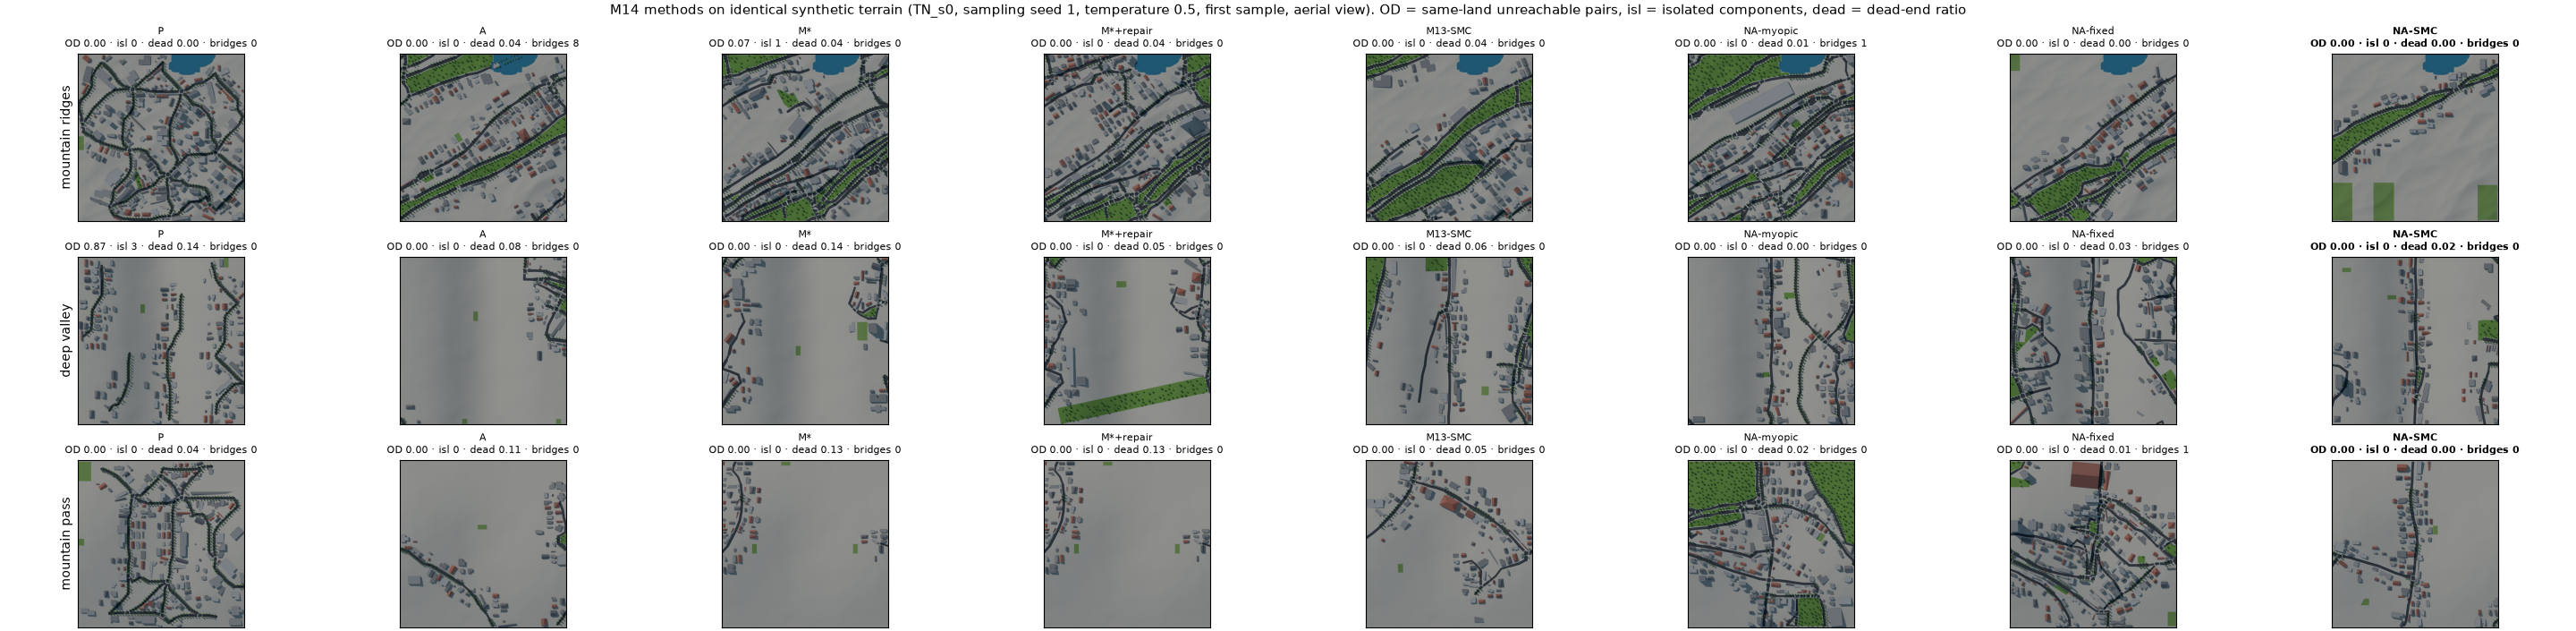 M14 methods on identical synthetic terrain (TN_s0, sampling seed 1, temperature 0.5, first sample, aerial view). OD = same-land unreachable pairs, isl = isolated components, dead = dead-end ratio
P
OD 0.00 · isl 0 · dead 0.00 · bridges 0
A
OD 0.00 · isl 0 · dead 0.04 · bridges 8
M*
OD 0.07 · isl 1 · dead 0.04 · bridges 0
M*+repair
OD 0.00 · isl 0 · dead 0.04 · bridges 0
M13-SMC
OD 0.00 · isl 0 · dead 0.04 · bridges 0
NA-myopic
OD 0.00 · isl 0 · dead 0.01 · bridges 1
NA-fixed
OD 0.00 · isl 0 · dead 0.00 · bridges 0
NA-SMC
OD 0.00 · isl 0 · dead 0.00 · bridges 0
mountain ridges
P
OD 0.87 · isl 3 · dead 0.14 · bridges 0
A
OD 0.00 · isl 0 · dead 0.08 · bridges 0
M*
OD 0.00 · isl 0 · dead 0.14 · bridges 0
M*+repair
OD 0.00 · isl 0 · dead 0.05 · bridges 0
M13-SMC
OD 0.00 · isl 0 · dead 0.06 · bridges 0
NA-myopic
OD 0.00 · isl 0 · dead 0.00 · bridges 0
NA-fixed
OD 0.00 · isl 0 · dead 0.03 · bridges 0
NA-SMC
OD 0.00 · isl 0 · dead 0.02 · bridges 0
deep valley
P
OD 0.00 · isl 0 · dead 0.04 · bridges 0
A
OD 0.00 · isl 0 · dead 0.11 · bridges 0
M*
OD 0.00 · isl 0 · dead 0.13 · bridges 0
M*+repair
OD 0.00 · isl 0 · dead 0.13 · bridges 0
M13-SMC
OD 0.00 · isl 0 · dead 0.05 · bridges 0
NA-myopic
OD 0.00 · isl 0 · dead 0.02 · bridges 0
NA-fixed
OD 0.00 · isl 0 · dead 0.01 · bridges 1
NA-SMC
OD 0.00 · isl 0 · dead 0.00 · bridges 0
mountain pass